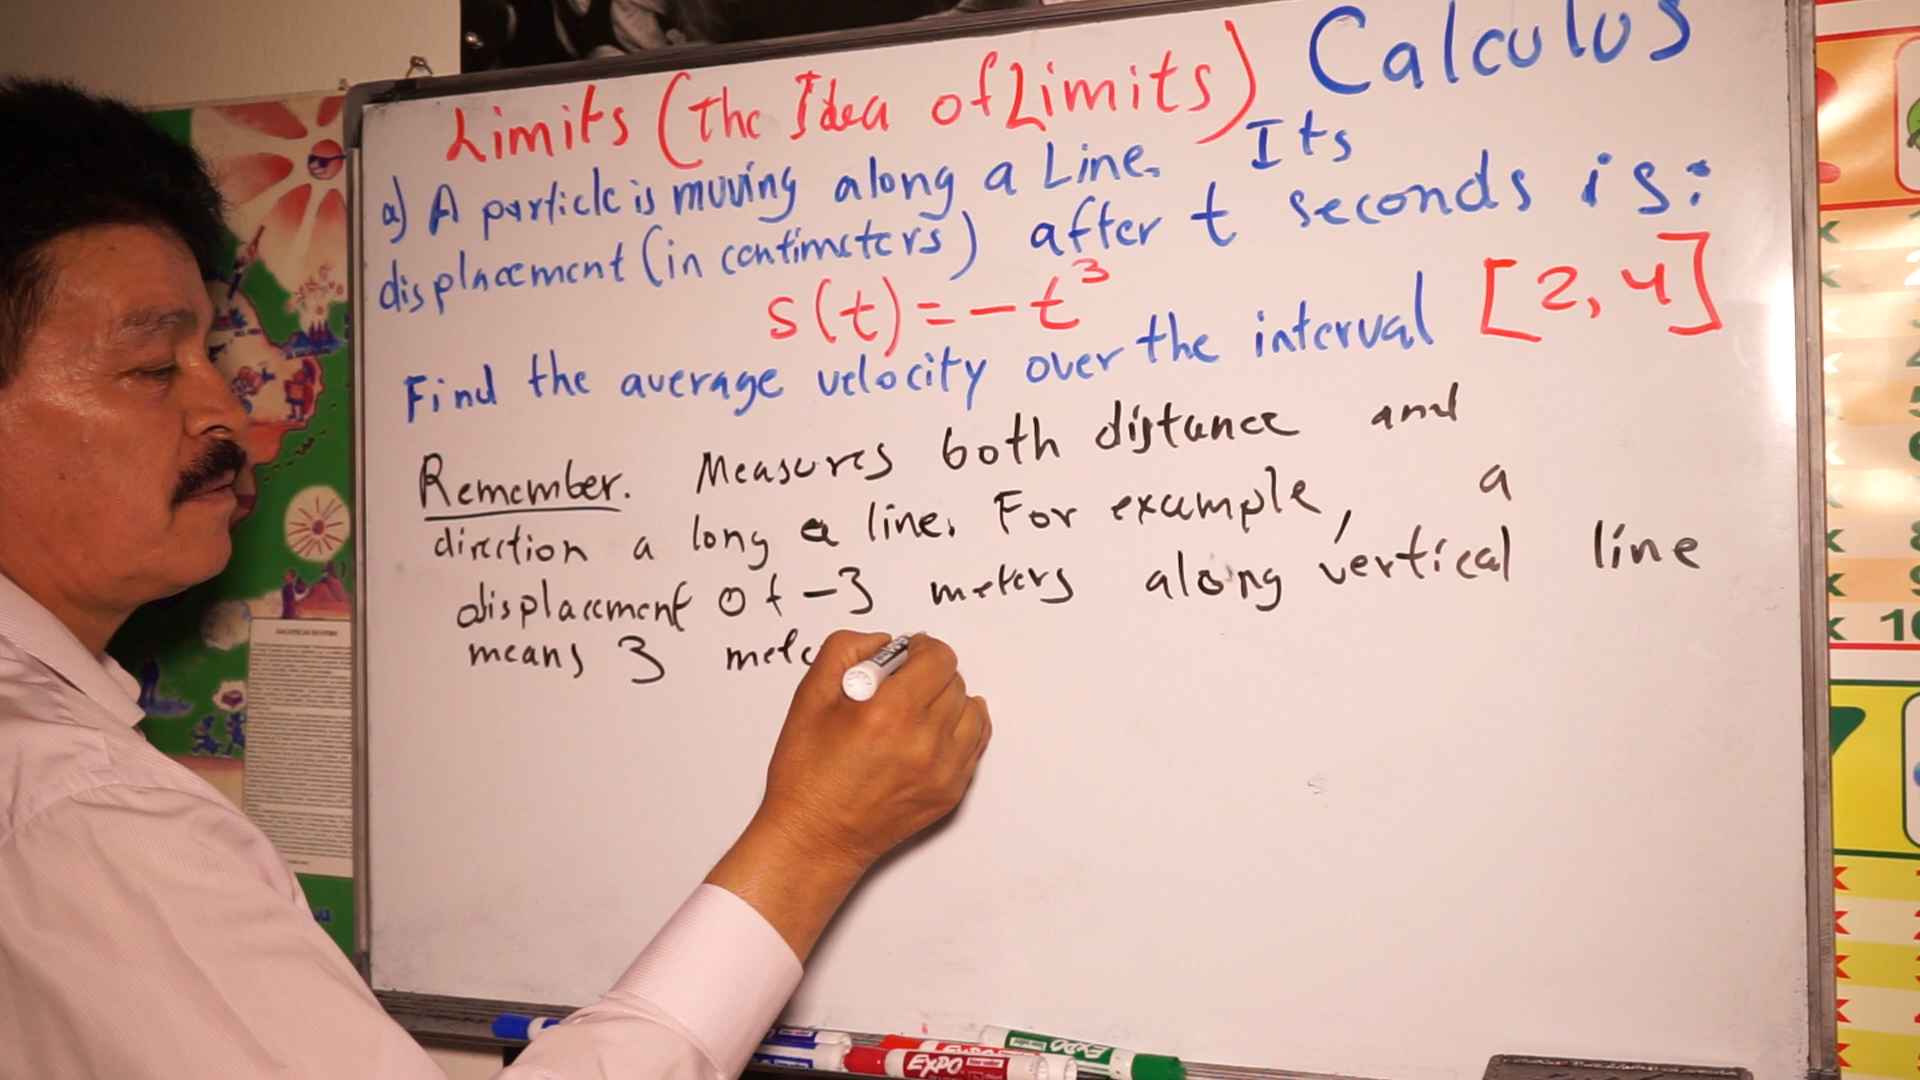 Limits (The Idea of Limits) Calculus
a) A particle is moving along a Line. Its
displacement (in centimeters) after t seconds is:
s(t) = -t³
Find the average velocity over the interval [2, 4]
Remember. Measures both distance and
direction a long a line. For example, a
displacement of -3 meters along vertical line
means 3 mete
EXPO
EXPO